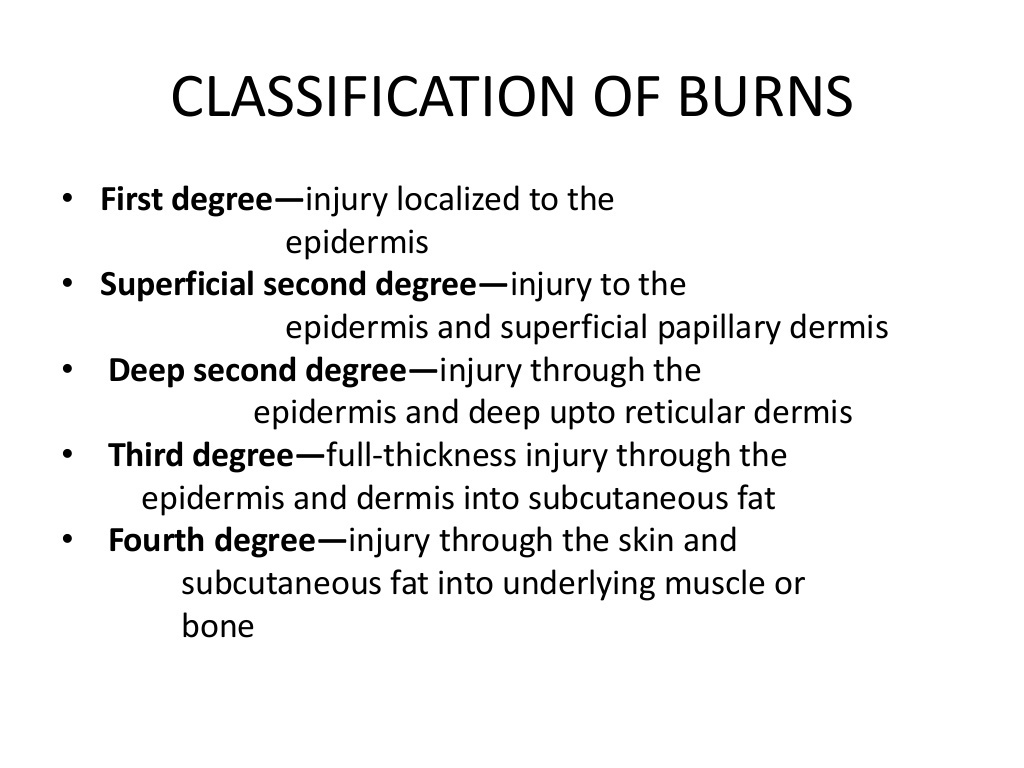 CLASSIFICATION OF BURNS
• First degree—injury localized to the
epidermis
• Superficial second degree—injury to the
epidermis and superficial papillary dermis
• Deep second degree—injury through the
epidermis and deep upto reticular dermis
• Third degree—full-thickness injury through the
epidermis and dermis into subcutaneous fat
• Fourth degree—injury through the skin and
subcutaneous fat into underlying muscle or
bone